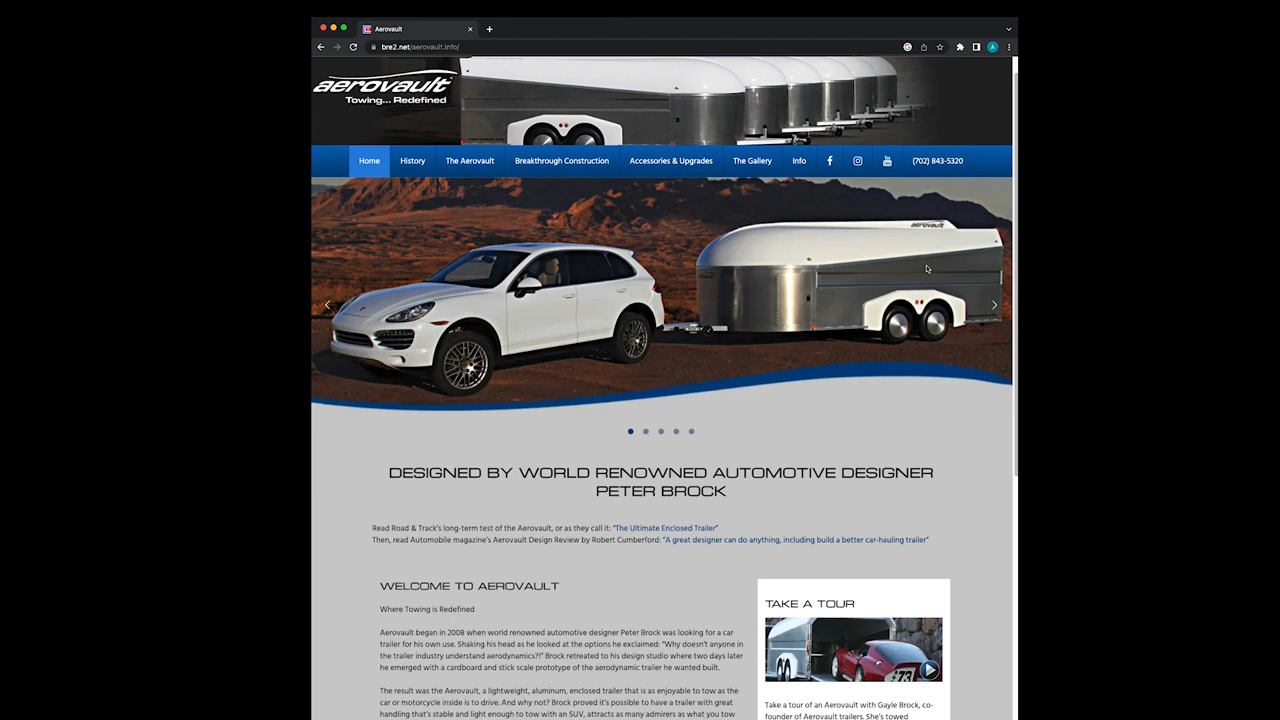 Aerovault
bre2.net/aerovault.info/
aerovault
Towing... Redefined
Home History The Aerovault Breakthrough Construction Accessories & Upgrades The Gallery Info (702) 843-5320
aerovault
DESIGNED BY WORLD RENOWNED AUTOMOTIVE DESIGNER
PETER BROCK
Read Road & Track's long-term test of the Aerovault, or as they call it: "The Ultimate Enclosed Trailer"
Then, read Automobile magazine's Aerovault Design Review by Robert Cumberford: "A great designer can do anything, including build a better car-hauling trailer"
WELCOME TO AEROVAULT
Where Towing is Redefined
Aerovault began in 2008 when world renowned automotive designer Peter Brock was looking for a car
trailer for his own use. Shaking his head as he looked at the options he exclaimed: "Why doesn't anyone in
the trailer industry understand aerodynamics?!" Brock retreated to his design studio where two days later
he emerged with a cardboard and stick scale prototype of the aerodynamic trailer he wanted built.
The result was the Aerovault, a lightweight, aluminum, enclosed trailer that is as enjoyable to tow as the
car or motorcycle inside is to drive. And why not? Brock proved it's possible to have a trailer with great
handling that's stable and light enough to tow with an SUV, attracts as many admirers as what you tow
TAKE A TOUR
73
Take a tour of an Aerovault with Gayle Brock, co-
founder of Aerovault trailers. She's towed